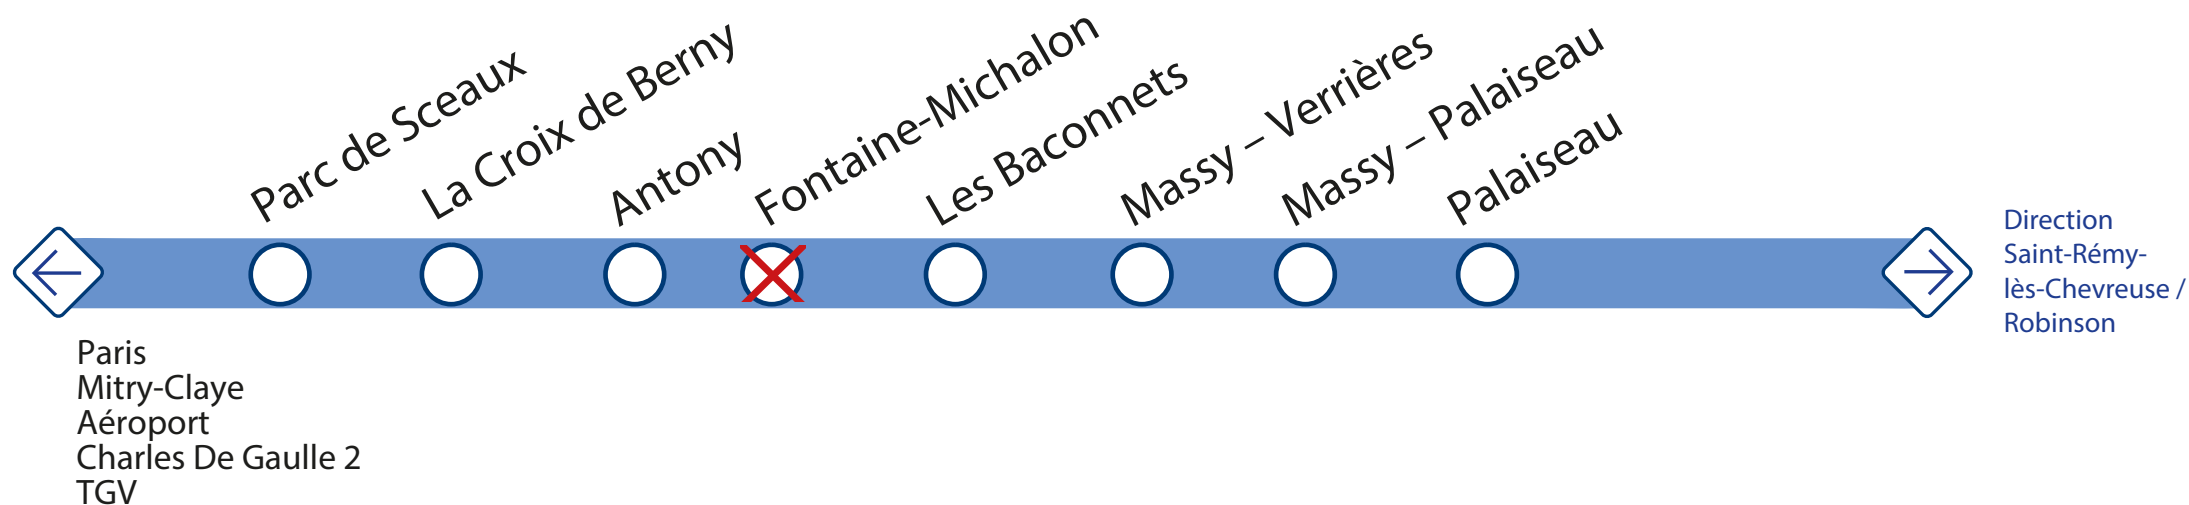 Parc de Sceaux
La Croix de Berny
Antony
Fontaine-Michalon
Les Baconnets
Massy – Verrières
Massy – Palaiseau
Palaiseau
Direction
Saint-Rémy-
lès-Chevreuse /
Robinson
Paris
Mitry-Claye
Aéroport
Charles De Gaulle 2
TGV